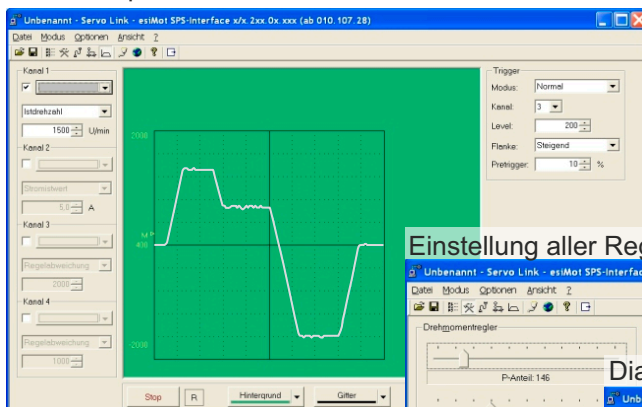 Unbenannt - Servo Link - esiMot SPS-Interface x/x.2xx.0x.xxx (ab 010.107.28)
Datei Modus Optionen Ansicht ?
Kanal 1
Istdrehzahl
1500 U/min
Kanal 2
Stromistwert
5,0 A
Kanal 3
Regelabweichung
2000
Kanal 4
Regelabweichung
1000
2000
M
-2000
Stop R Hintergrund Gitter
Trigger
Modus: Normal
Kanal: 3
Level: 200
Flanke: Steigend
Pretrigger: 10 %
Einstellung aller Reg
Unbenannt - Servo Link - esiMot SPS-Interfac
Datei Modus Optionen Ansicht ?
Drehmomentregler
P-Anteil: 146
Dia
Unb